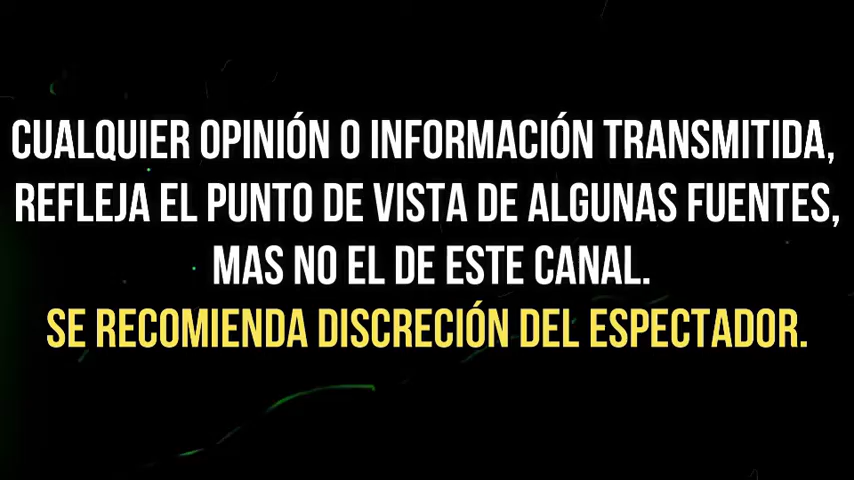 CUALQUIER OPINIÓN O INFORMACIÓN TRANSMITIDA,
REFLEJA EL PUNTO DE VISTA DE ALGUNAS FUENTES,
MAS NO EL DE ESTE CANAL.
SE RECOMIENDA DISCRECIÓN DEL ESPECTADOR.